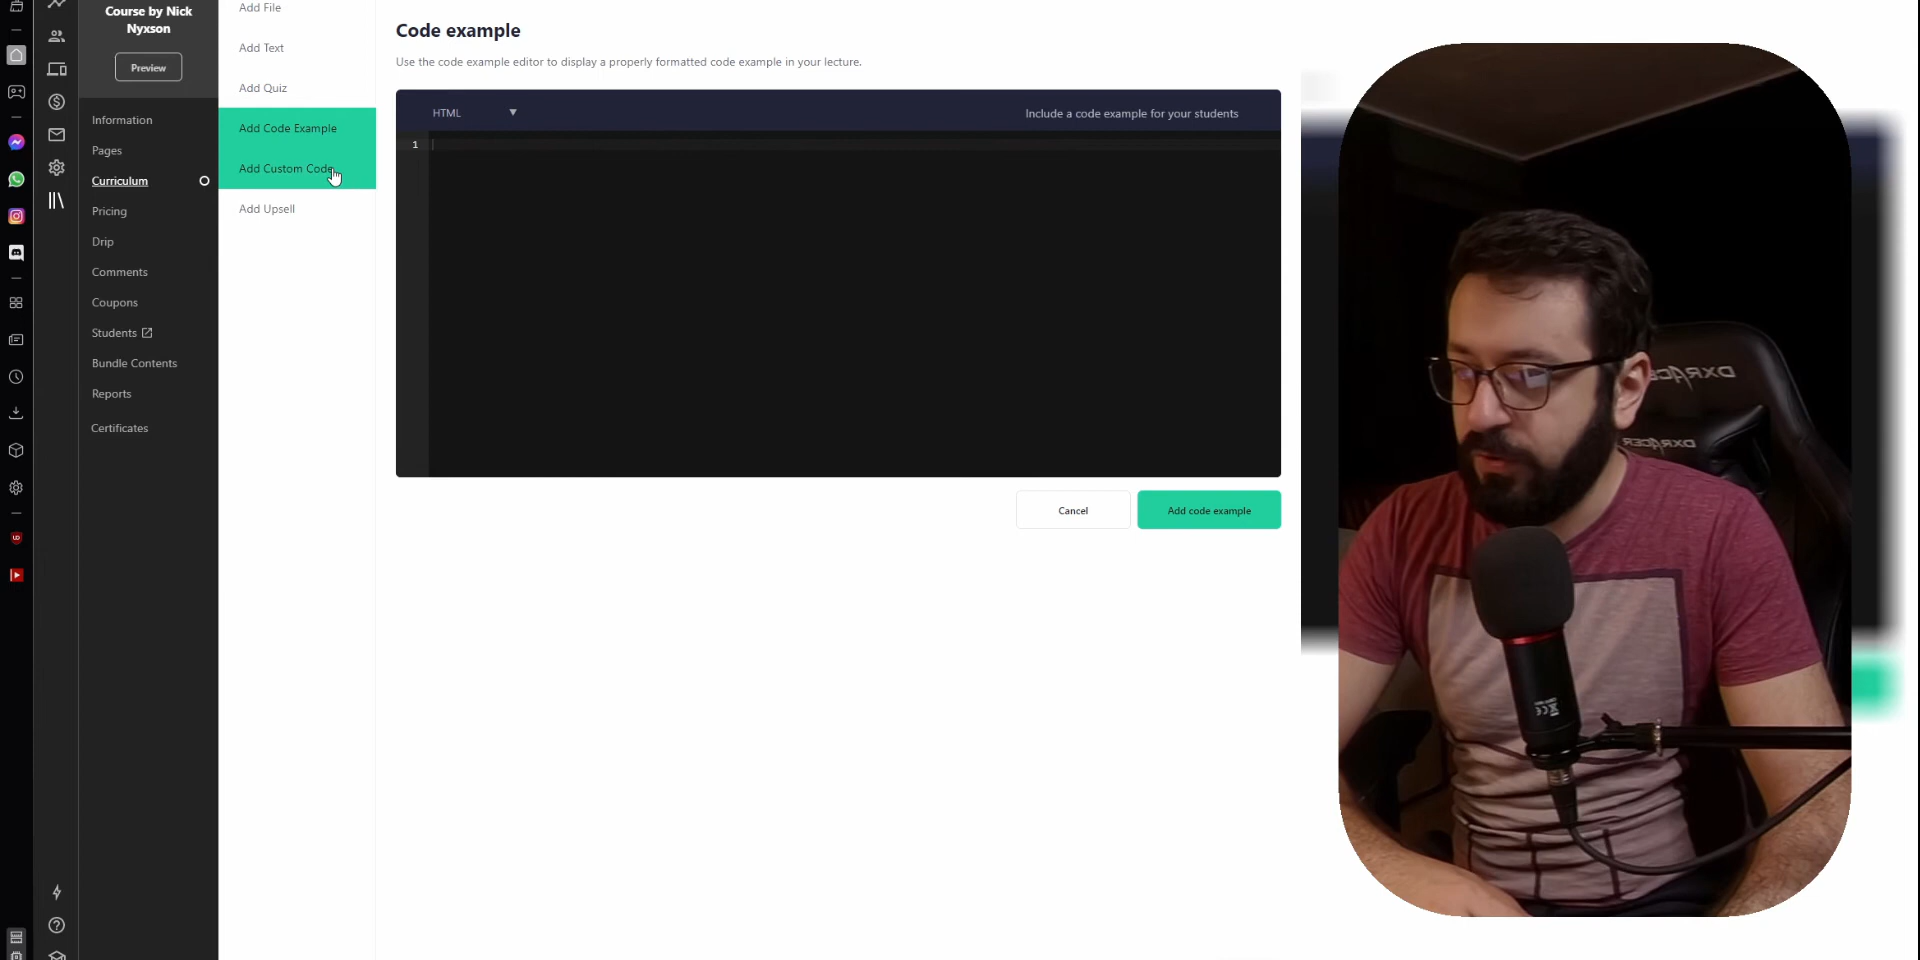 Course by Nick
Nyxson
Preview
Information
Pages
Curriculum
Pricing
Drip
Comments
Coupons
Students
Bundle Contents
Reports
Certificates
Add File
Add Text
Add Quiz
Add Code Example
Add Custom Code
Add Upsell
Code example
Use the code example editor to display a properly formatted code example in your lecture.
HTML
Include a code example for your students
1
Cancel
Add code example
DXRACER
DXRACER